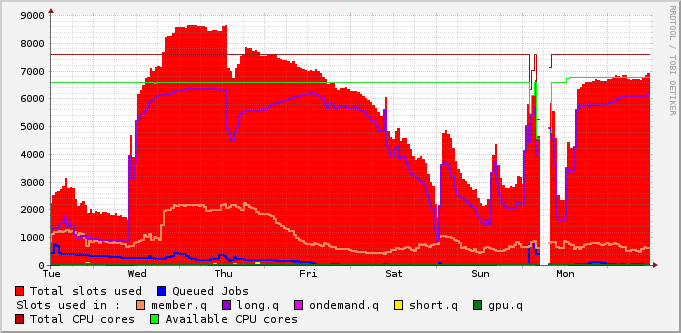 9000
8000
7000
6000
5000
4000
3000
2000
1000
0
Tue Wed Thu Fri Sat Sun Mon
Total slots used Queued Jobs
Slots used in : member.q long.q ondemand.q short.q gpu.q
Total CPU cores Available CPU cores
RRDTOOL / TOBI OETIKER